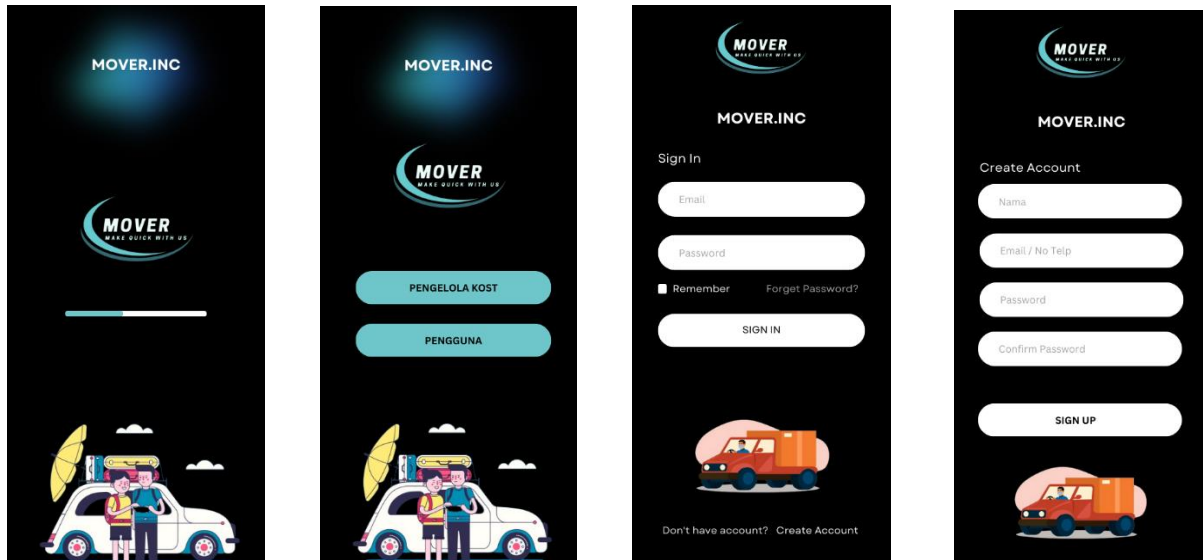 MOVER.INC
MOVER
MAKE QUICK WITH US
MOVER.INC
MOVER
MAKE QUICK WITH US
PENGELOLA KOST
PENGGUNA
MOVER
MAKE QUICK WITH US
MOVER.INC
Sign In
Email
Password
Remember Forget Password?
SIGN IN
Don't have account? Create Account
MOVER
MAKE QUICK WITH US
MOVER.INC
Create Account
Nama
Email / No Telp
Password
Confirm Password
SIGN UP